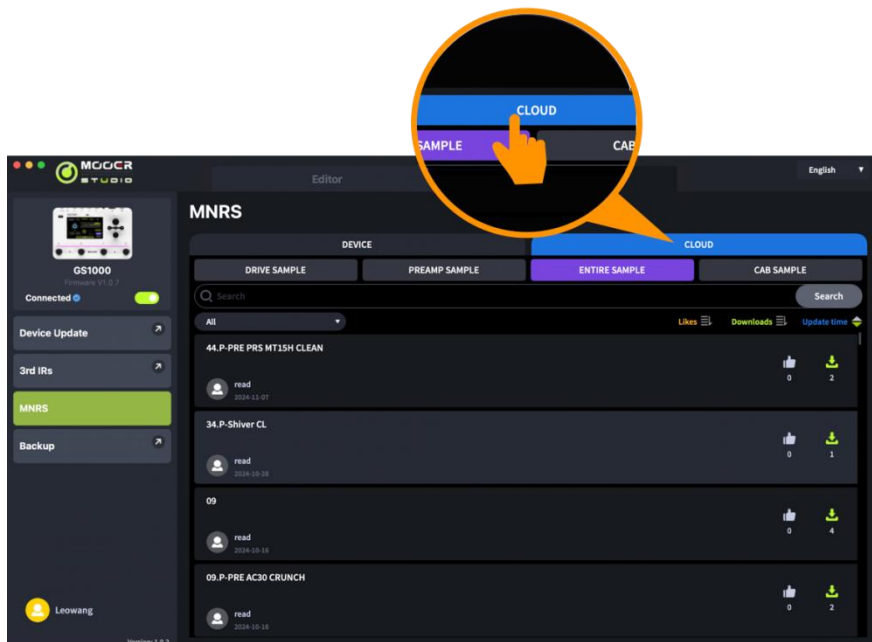 CLOUD
SAMPLE
CAB
MOOER
STUDIO
Editor
English
GS1000
Firmware V1.0.7
Connected
Device Update
3rd IRs
MNRS
Backup
Leowang
MNRS
DEVICE
CLOUD
DRIVE SAMPLE
PREAMP SAMPLE
ENTIRE SAMPLE
CAB SAMPLE
Search
Search
All
Likes
Downloads
Update time
44.P-PRE PRS MT15H CLEAN
read
2024-11-07
0
2
34.P-Shiver CL
read
2024-10-28
0
1
09
read
2024-10-16
0
4
09.P-PRE AC30 CRUNCH
read
2024-10-16
0
2